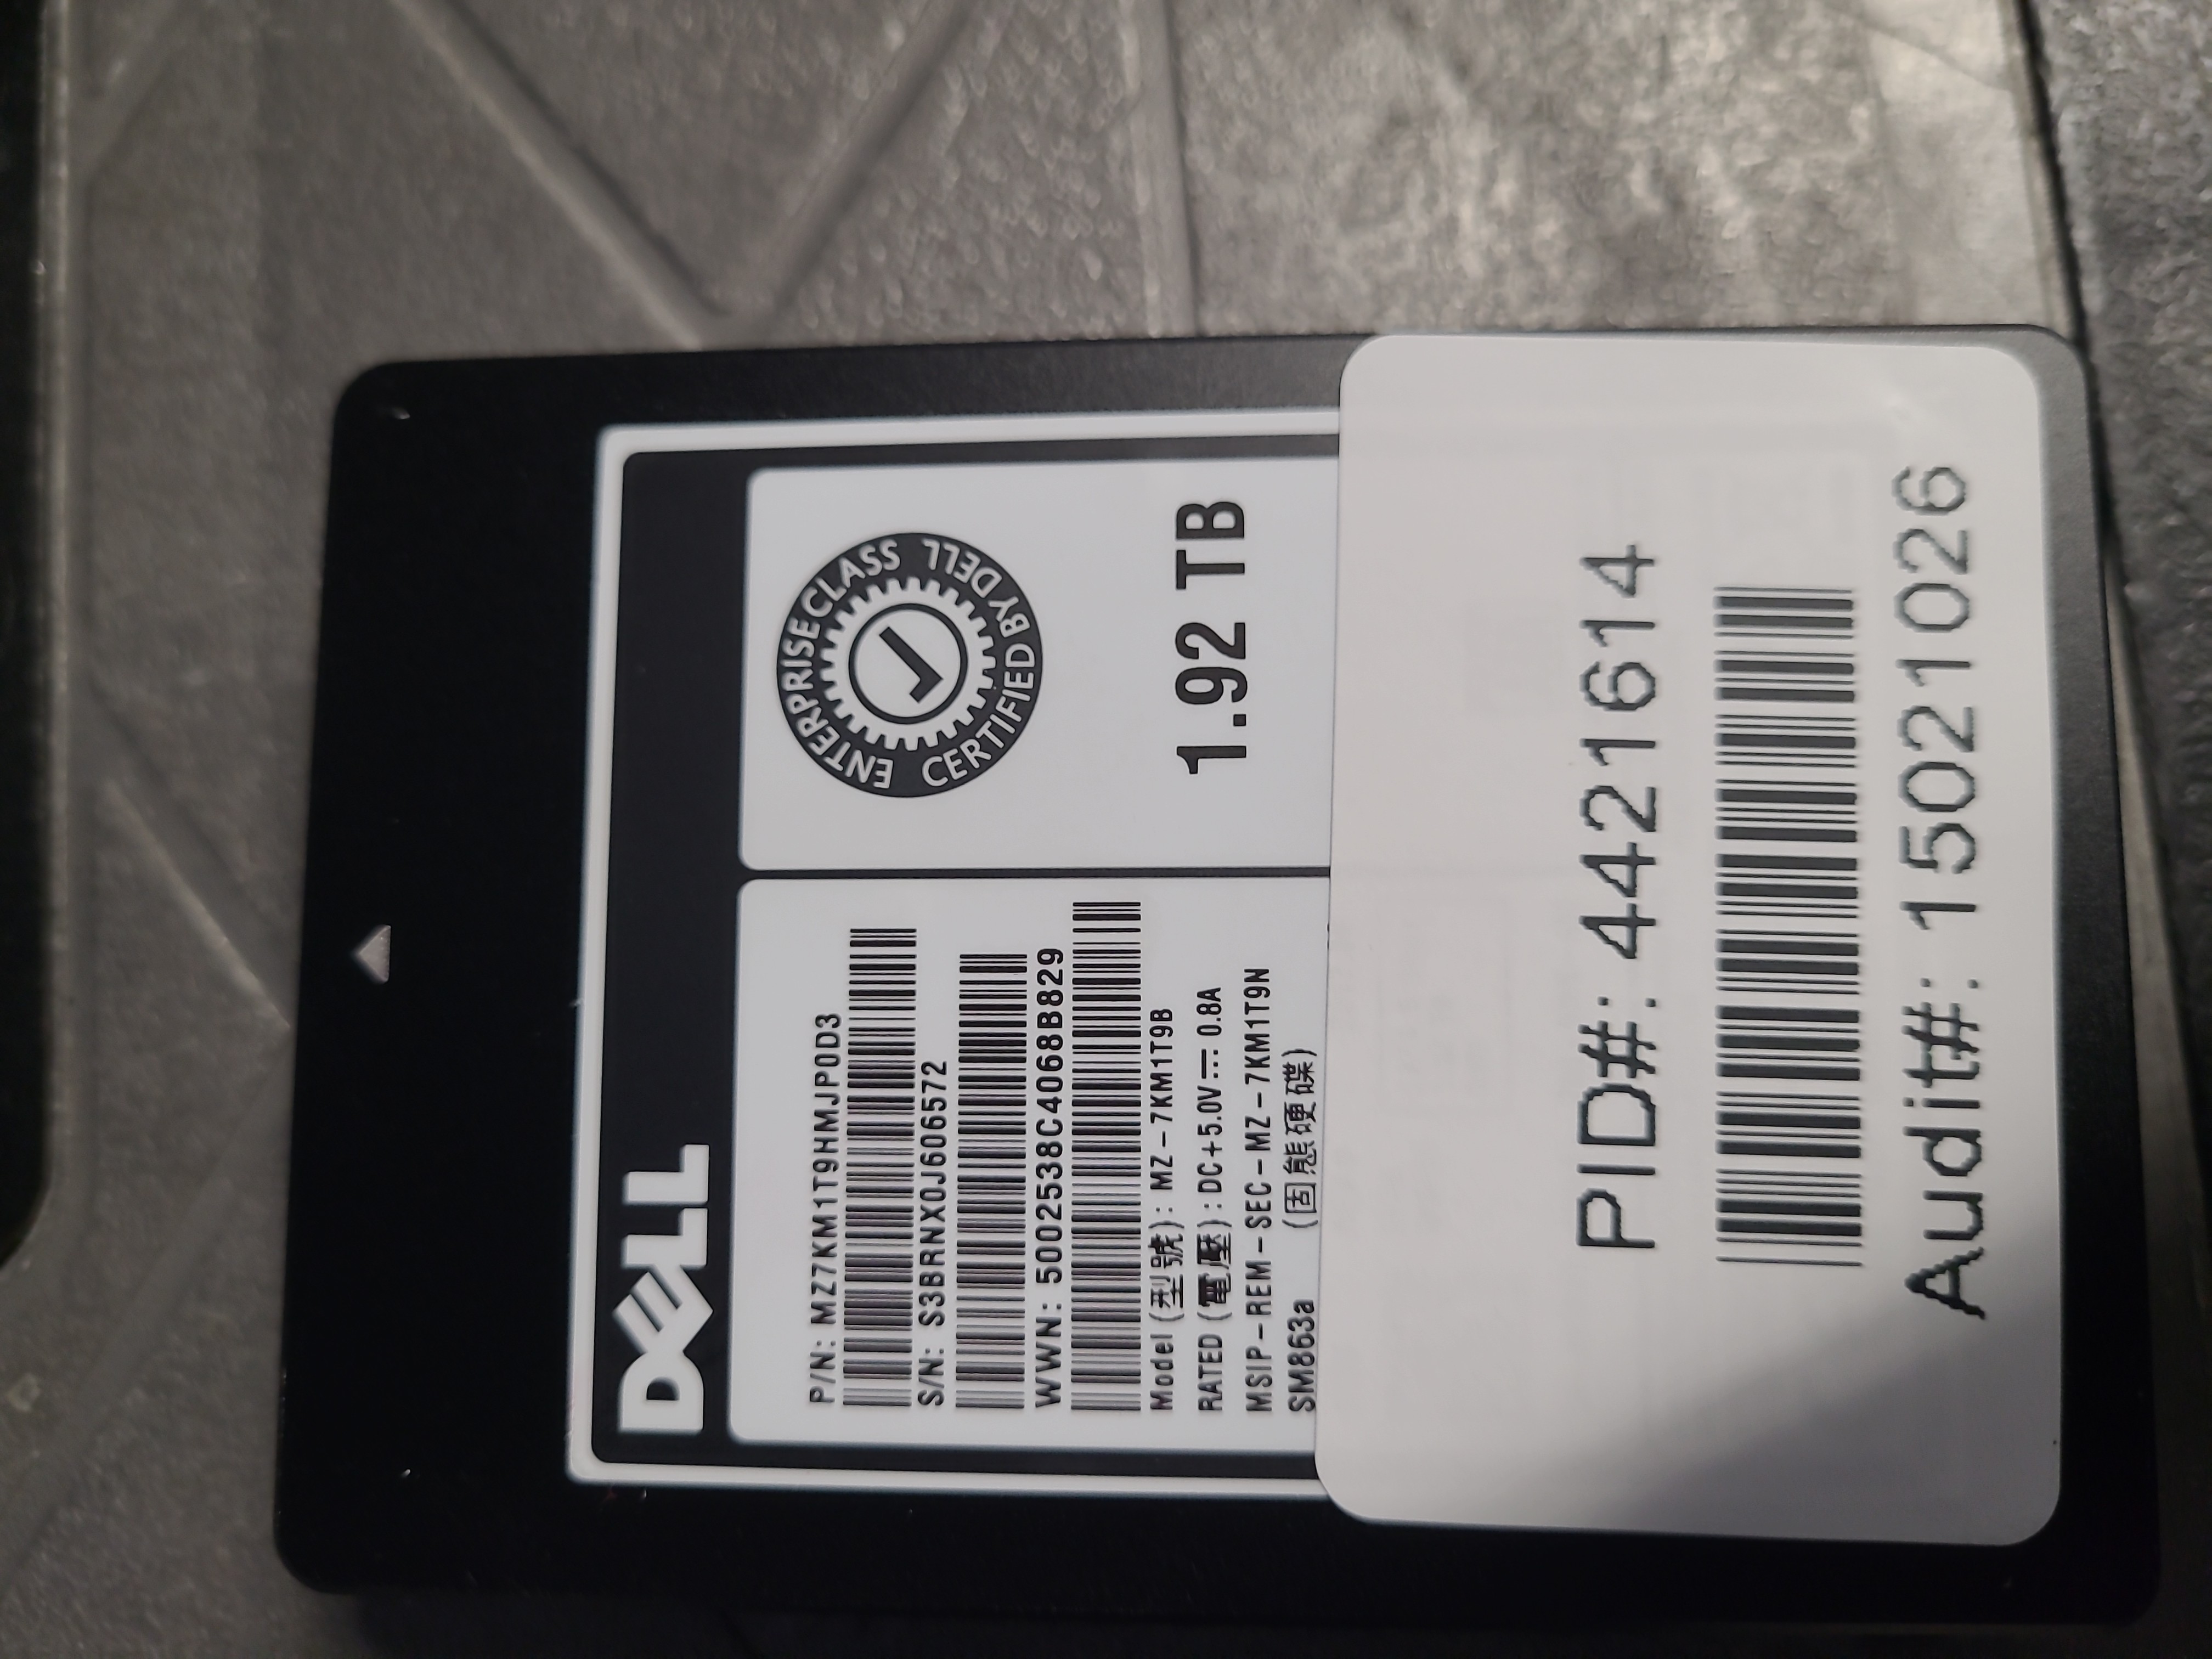 DELL
P/N: MZ7KM1T9HMJP0D3
S/N: S3BRNX0J606572
WWN: 5002538C4068B829
Model (型號): MZ-7KM1T9B
RATED (電壓): DC+5.0V⎓ 0.8A
MSIP-REM-SEC-MZ-7KM1T9N
SM863a (固態硬碟)
ENTERPRISE CLASS
CERTIFIED BY DELL
1.92 TB
PID#: 4421614
Audit#: 15021026